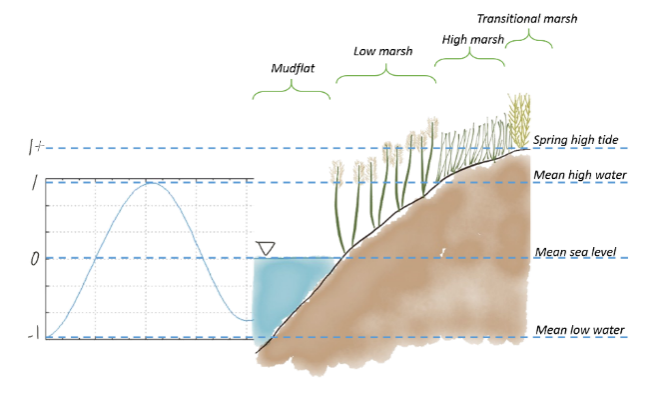 Transitional marsh
High marsh
Low marsh
Mudflat
1+
Spring high tide
1
Mean high water
0
Mean sea level
-1
Mean low water